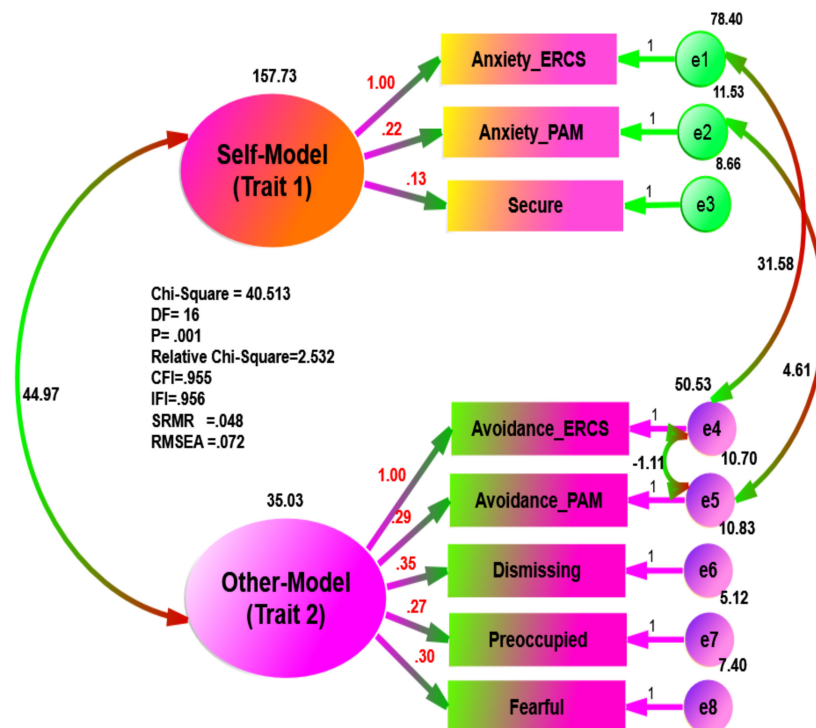 78.40
Anxiety_ERCS
1
e1
157.73
1.00
11.53
Self-Model
(Trait 1)
.22
Anxiety_PAM
1
e2
8.66
.13
Secure
1
e3
31.58
Chi-Square = 40.513
DF= 16
P= .001
Relative Chi-Square=2.532
CFI=.955
IFI=.956
SRMR =.048
RMSEA =.072
44.97
4.61
50.53
Avoidance_ERCS
1
e4
10.70
-1.11
1.00
35.03
.29
Avoidance_PAM
1
e5
10.83
Other-Model
(Trait 2)
.35
Dismissing
1
e6
5.12
.27
Preoccupied
1
e7
7.40
.30
Fearful
1
e8